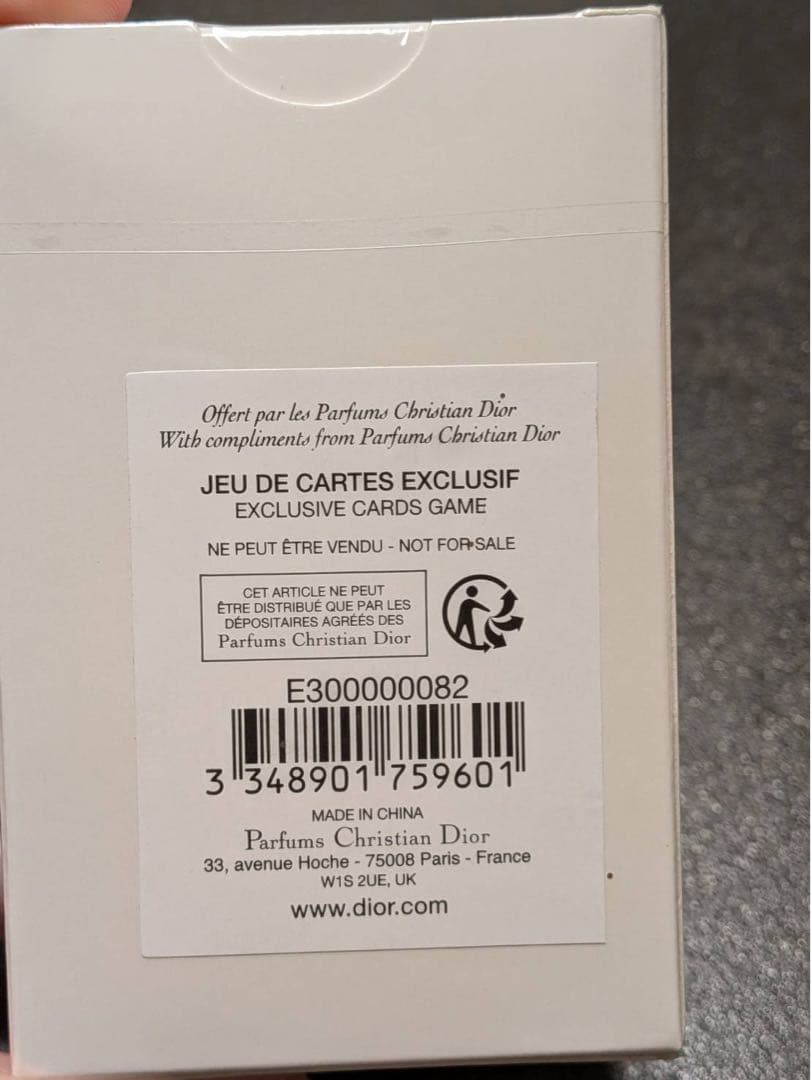 Offert par les Parfums Christian Dior
With compliments from Parfums Christian Dior
JEU DE CARTES EXCLUSIF
EXCLUSIVE CARDS GAME
NE PEUT ÊTRE VENDU - NOT FOR SALE
CET ARTICLE NE PEUT
ÊTRE DISTRIBUÉ QUE PAR LES
DÉPOSITAIRES AGRÉÉS DES
Parfums Christian Dior
E300000082
3 348901 759601
MADE IN CHINA
Parfums Christian Dior
33, avenue Hoche - 75008 Paris - France
W1S 2UE, UK
www.dior.com